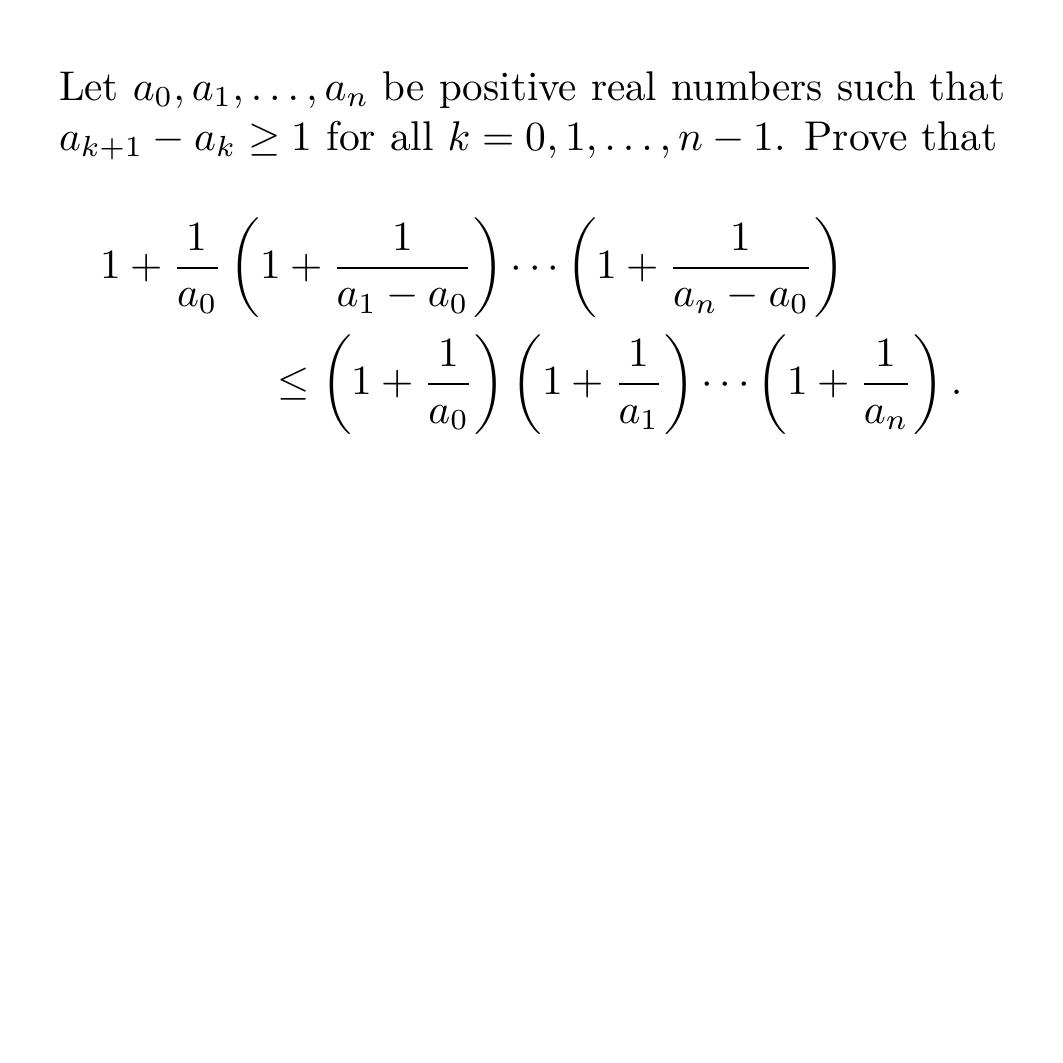 Let $a_0, a_1, \ldots, a_n$ be positive real numbers such that
$a_{k+1} - a_k \geq 1$ for all $k = 0, 1, \ldots, n-1$. Prove that
$1 + \frac{1}{a_0} \left(1 + \frac{1}{a_1 - a_0}\right) \cdots \left(1 + \frac{1}{a_n - a_0}\right)$
$\leq \left(1 + \frac{1}{a_0}\right) \left(1 + \frac{1}{a_1}\right) \cdots \left(1 + \frac{1}{a_n}\right).$